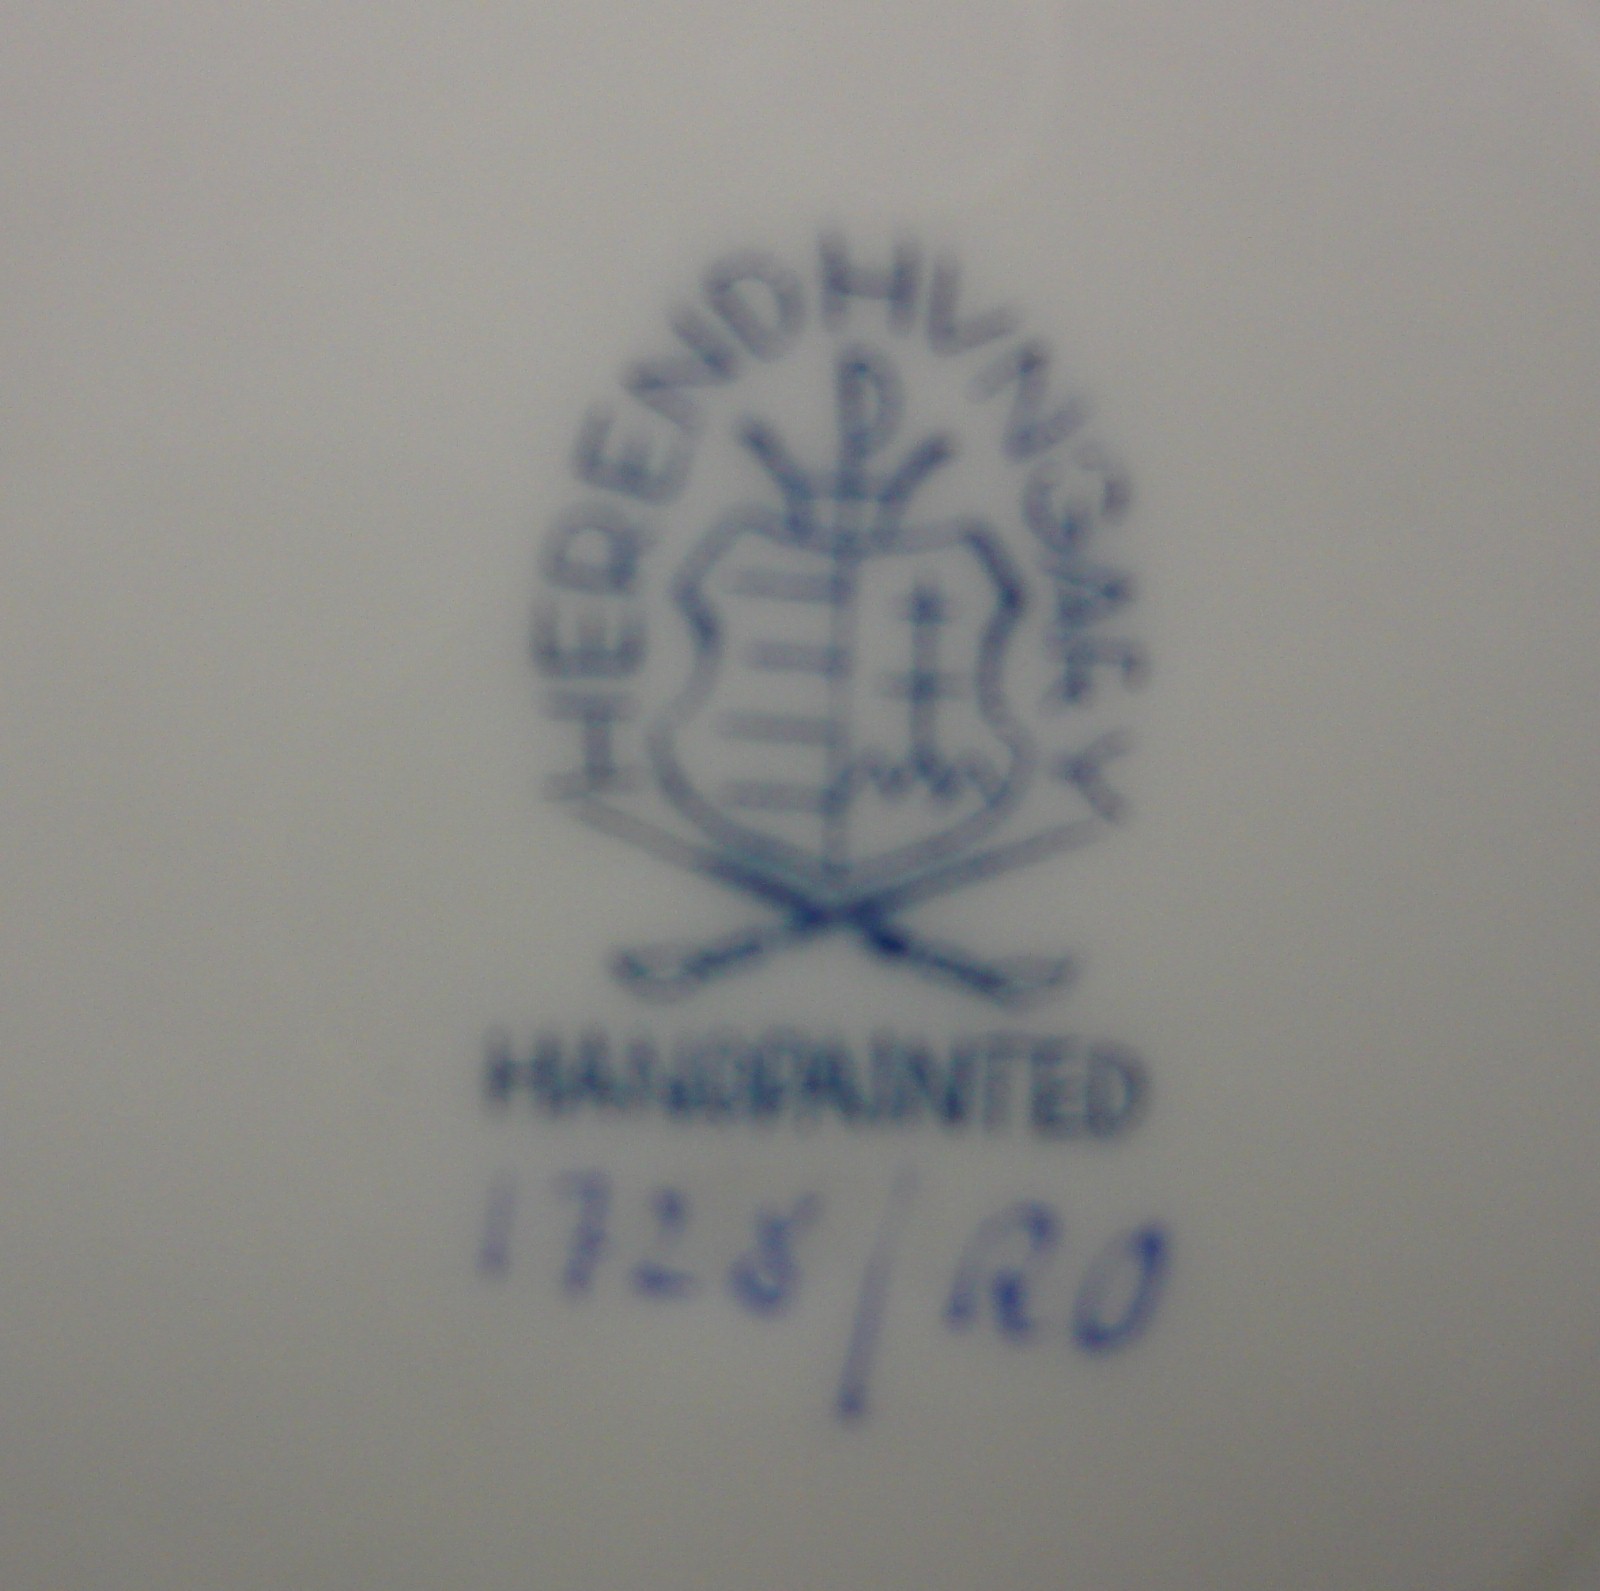 HEREND HUNGARY
HANDPAINTED
1728/RO